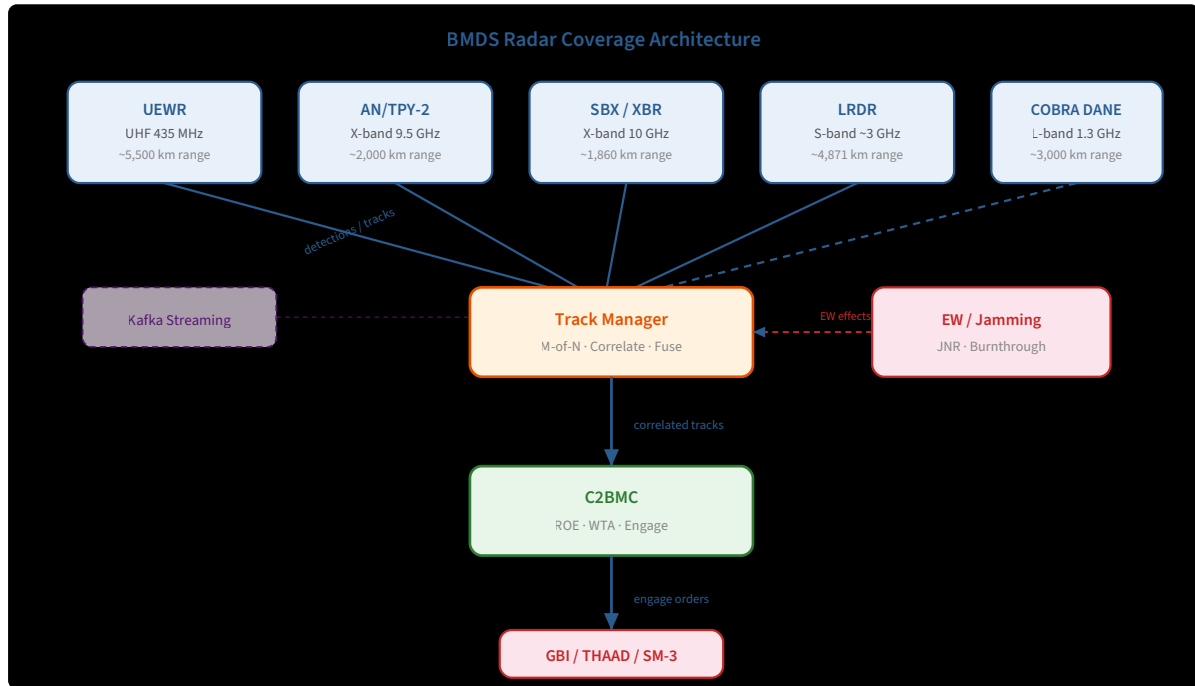 BMDS Radar Coverage Architecture
UEWR
UHF 435 MHz
~5,500 km range
AN/TPY-2
X-band 9.5 GHz
~2,000 km range
SBX / XBR
X-band 10 GHz
~1,860 km range
LRDR
S-band ~3 GHz
~4,871 km range
COBRA DANE
L-band 1.3 GHz
~3,000 km range
detections / tracks
Kafka Streaming
Track Manager
M-of-N · Correlate · Fuse
EW effects
EW / Jamming
JNR · Burnthrough
correlated tracks
C2BMC
ROE · WTA · Engage
engage orders
GBI / THAAD / SM-3